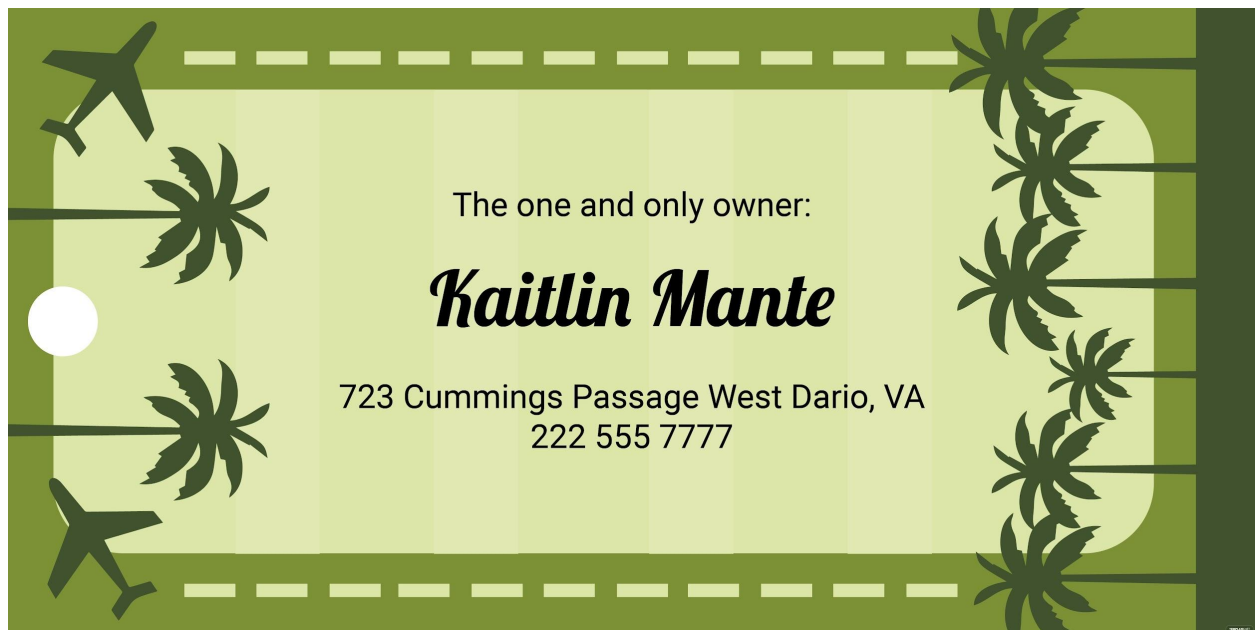 The one and only owner:
Kaitlin Mante
723 Cummings Passage West Dario, VA
222 555 7777